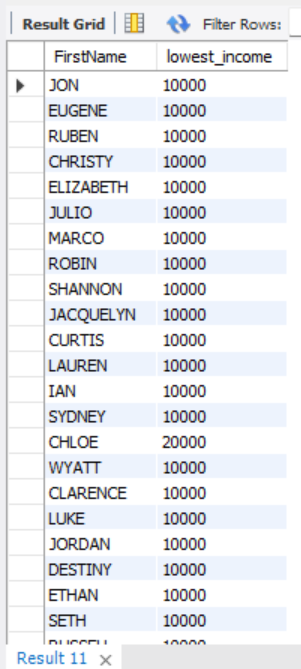 Result Grid Filter Rows:
FirstName lowest_income
JON 10000
EUGENE 10000
RUBEN 10000
CHRISTY 10000
ELIZABETH 10000
JULIO 10000
MARCO 10000
ROBIN 10000
SHANNON 10000
JACQUELYN 10000
CURTIS 10000
LAUREN 10000
IAN 10000
SYDNEY 10000
CHLOE 20000
WYATT 10000
CLARENCE 10000
LUKE 10000
JORDAN 10000
DESTINY 10000
ETHAN 10000
SETH 10000
RUSSELL 10000
Result 11